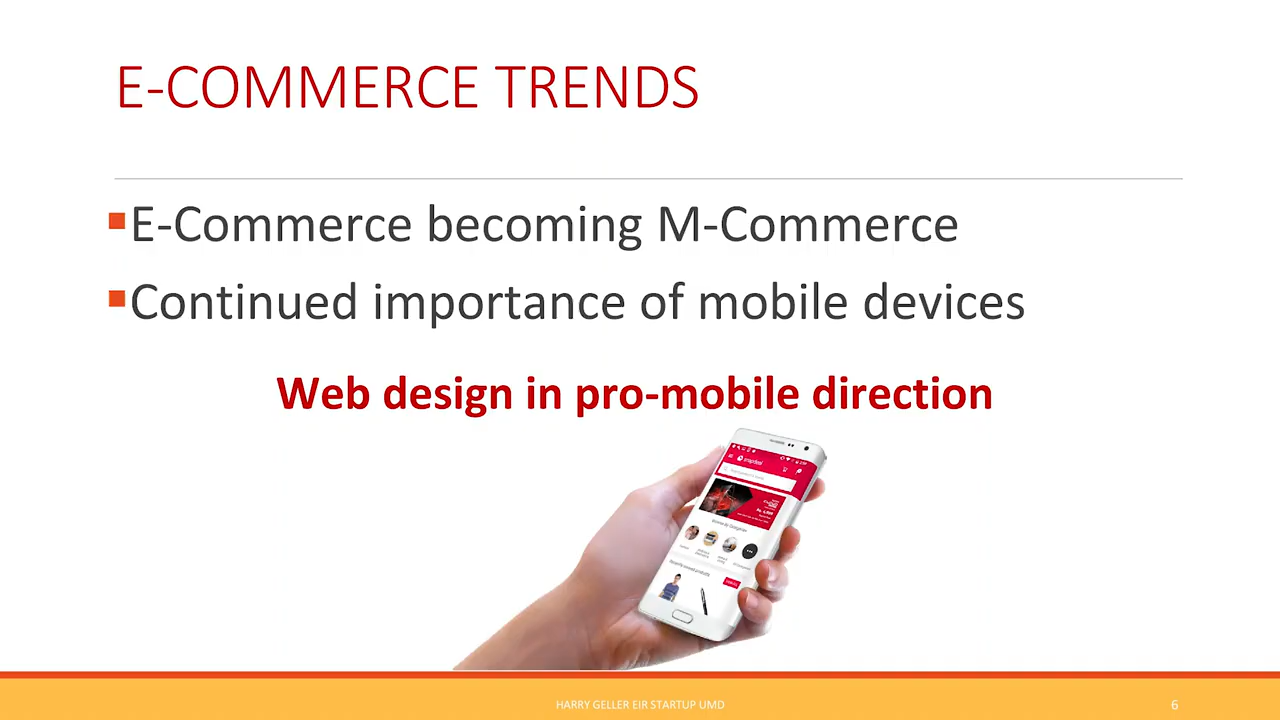 E-COMMERCE TRENDS
E-Commerce becoming M-Commerce
Continued importance of mobile devices
Web design in pro-mobile direction
snapdeal
HARRY GELLER EIR STARTUP UMD
6